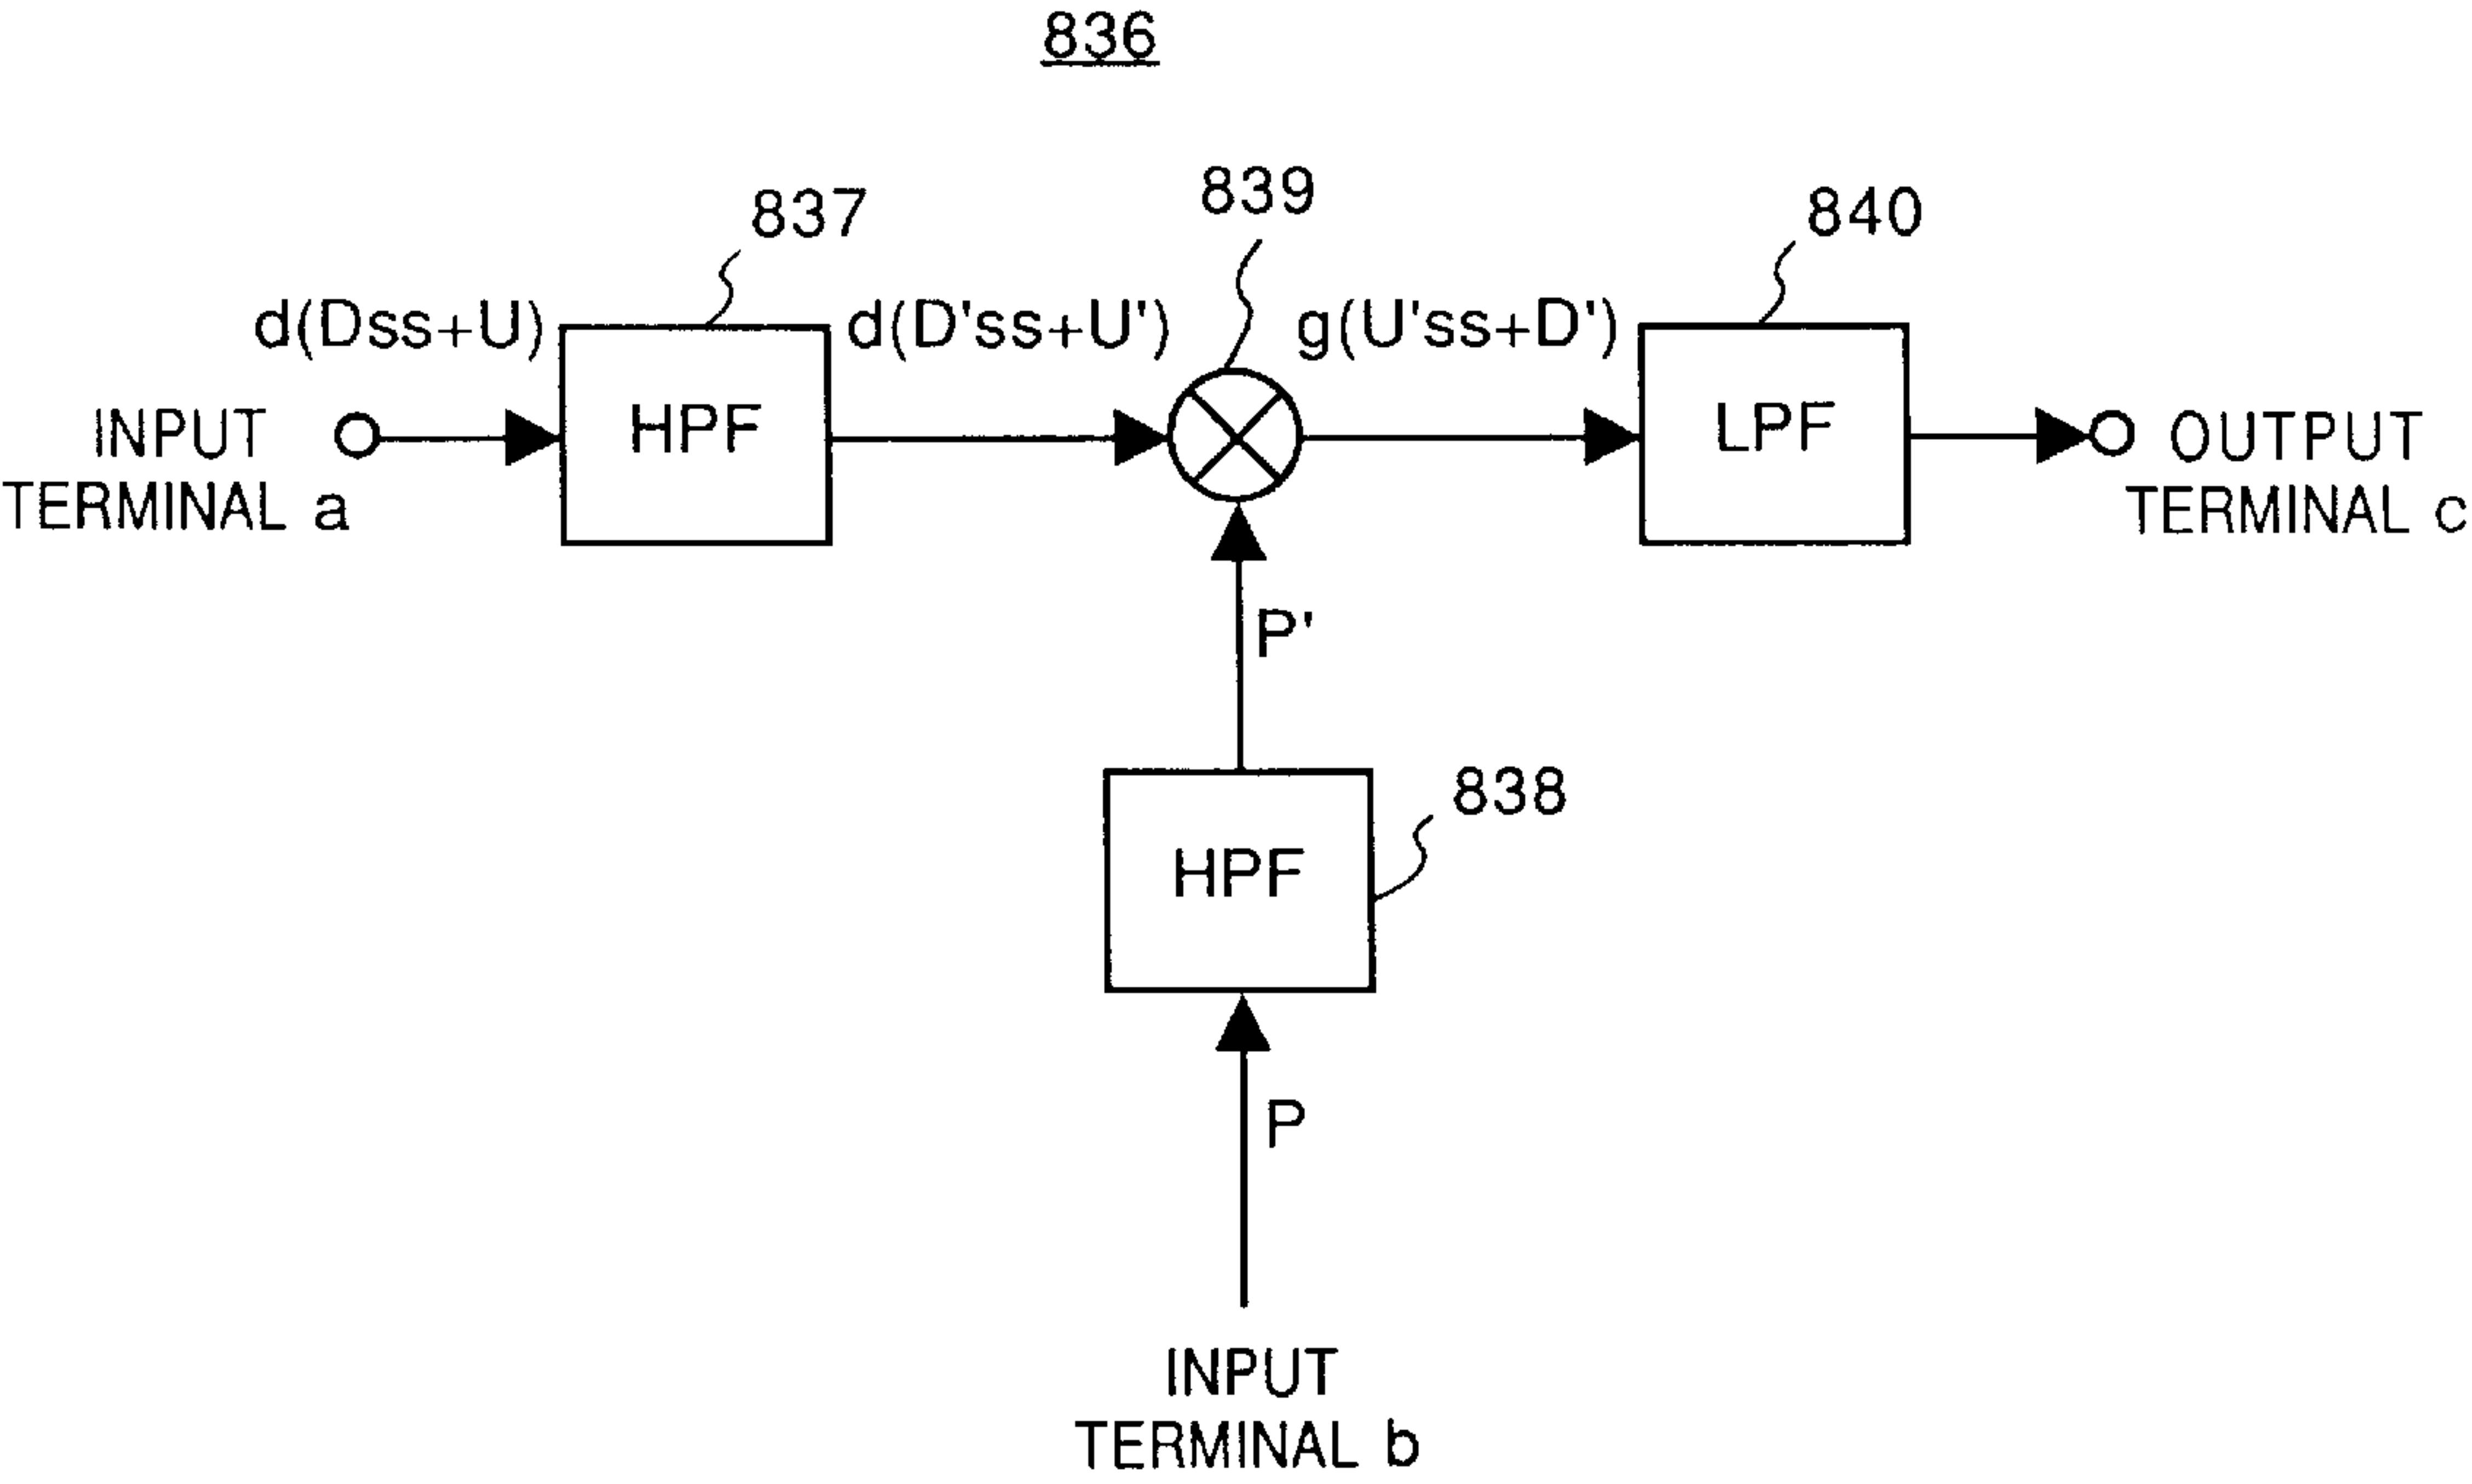 836
837
839
840
d(Dss+U)
d(D'ss+U')
g(U'ss+D')
INPUT
TERMINAL a
HPF
LPF
OUTPUT
TERMINAL c
P'
838
HPF
P
INPUT
TERMINAL b